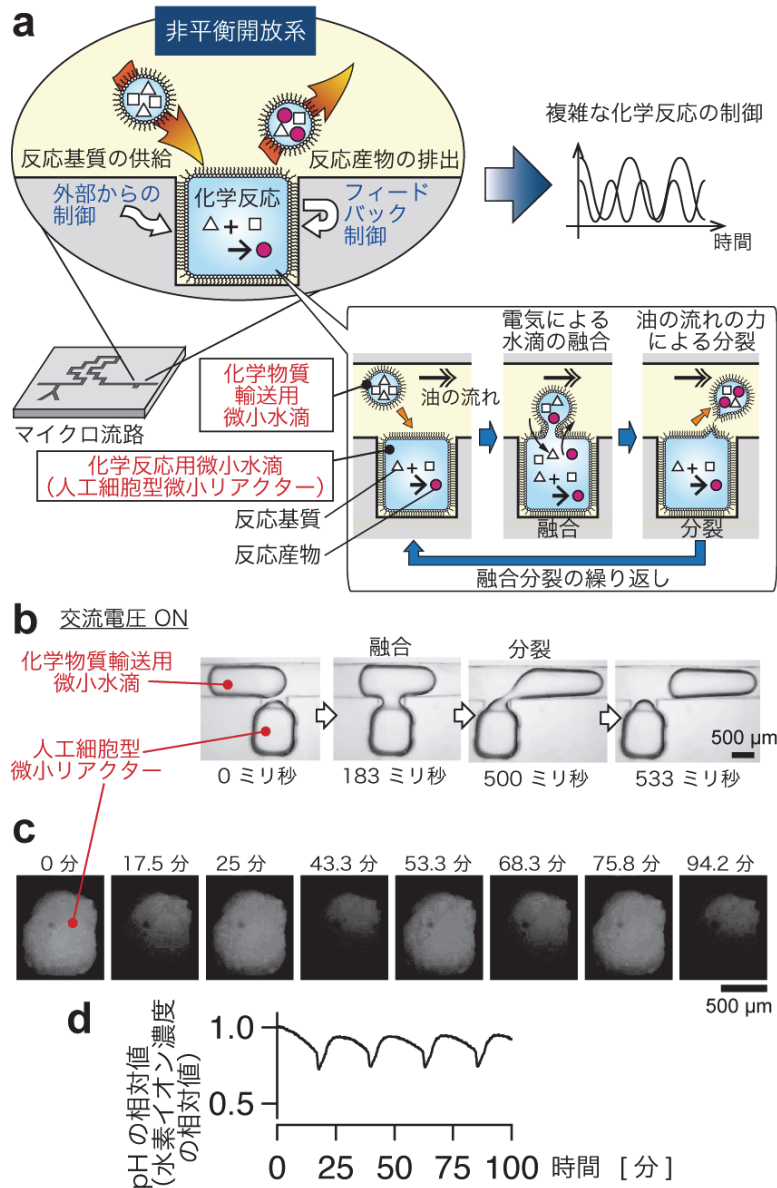 a
非平衡開放系
反応基質の供給
反応産物の排出
外部からの
制御
化学反応
+
フィード
バック
制御
複雑な化学反応の制御
時間
マイクロ流路
化学物質
輸送用
微小水滴
化学反応用微小水滴
(人工細胞型微小リアクター)
反応基質
反応産物
油の流れ
+
電気による
水滴の融合
+
融合
油の流れの力
による分裂
+
分裂
融合分裂の繰り返し
b
交流電圧 ON
化学物質輸送用
微小水滴
人工細胞型
微小リアクター
融合
分裂
0 ミリ秒
183 ミリ秒
500 ミリ秒
533 ミリ秒
500 µm
c
0 分
17.5 分
25 分
43.3 分
53.3 分
68.3 分
75.8 分
94.2 分
500 µm
d
pH の相対値
(水素イオン濃度
の相対値)
1.0
0.5
0
25
50
75
100
時間 [分]